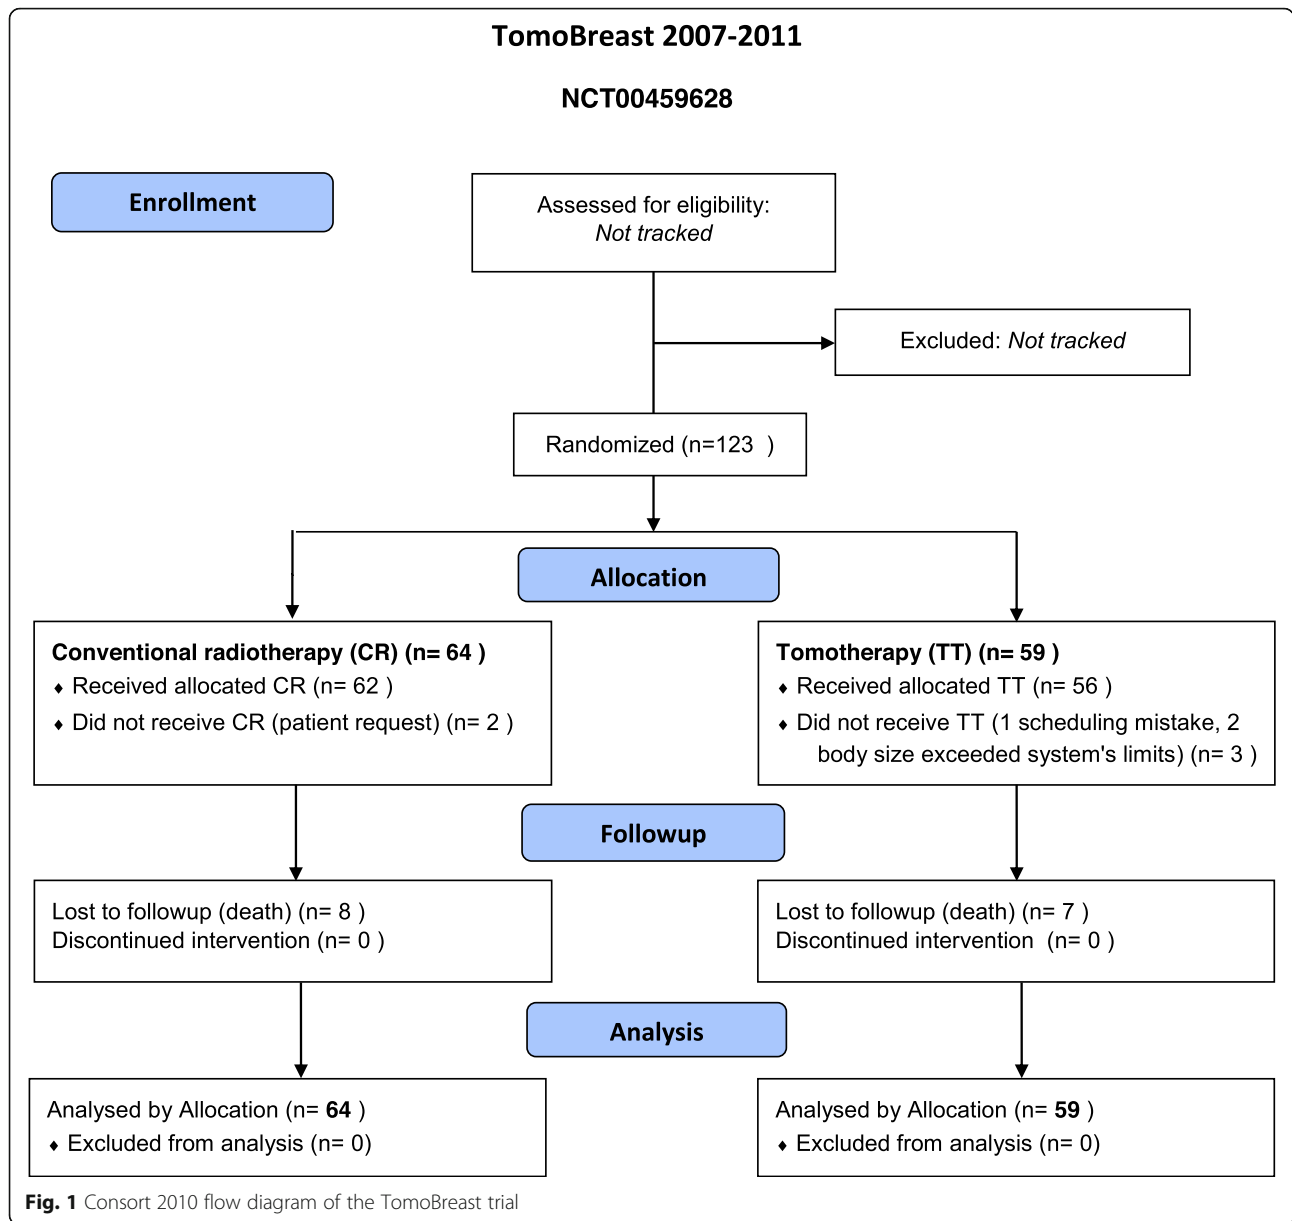 TomoBreast 2007-2011
NCT00459628
Enrollment
Assessed for eligibility:
Not tracked
Excluded: Not tracked
Randomized (n=123 )
Allocation
Conventional radiotherapy (CR) (n= 64 )
♦ Received allocated CR (n= 62 )
♦ Did not receive CR (patient request) (n= 2 )
Tomotherapy (TT) (n= 59 )
♦ Received allocated TT (n= 56 )
♦ Did not receive TT (1 scheduling mistake, 2
body size exceeded system's limits) (n= 3 )
Followup
Lost to followup (death) (n= 8 )
Discontinued intervention (n= 0 )
Lost to followup (death) (n= 7 )
Discontinued intervention (n= 0 )
Analysis
Analysed by Allocation (n= 64 )
♦ Excluded from analysis (n= 0)
Analysed by Allocation (n= 59 )
♦ Excluded from analysis (n= 0)
Fig. 1 Consort 2010 flow diagram of the TomoBreast trial